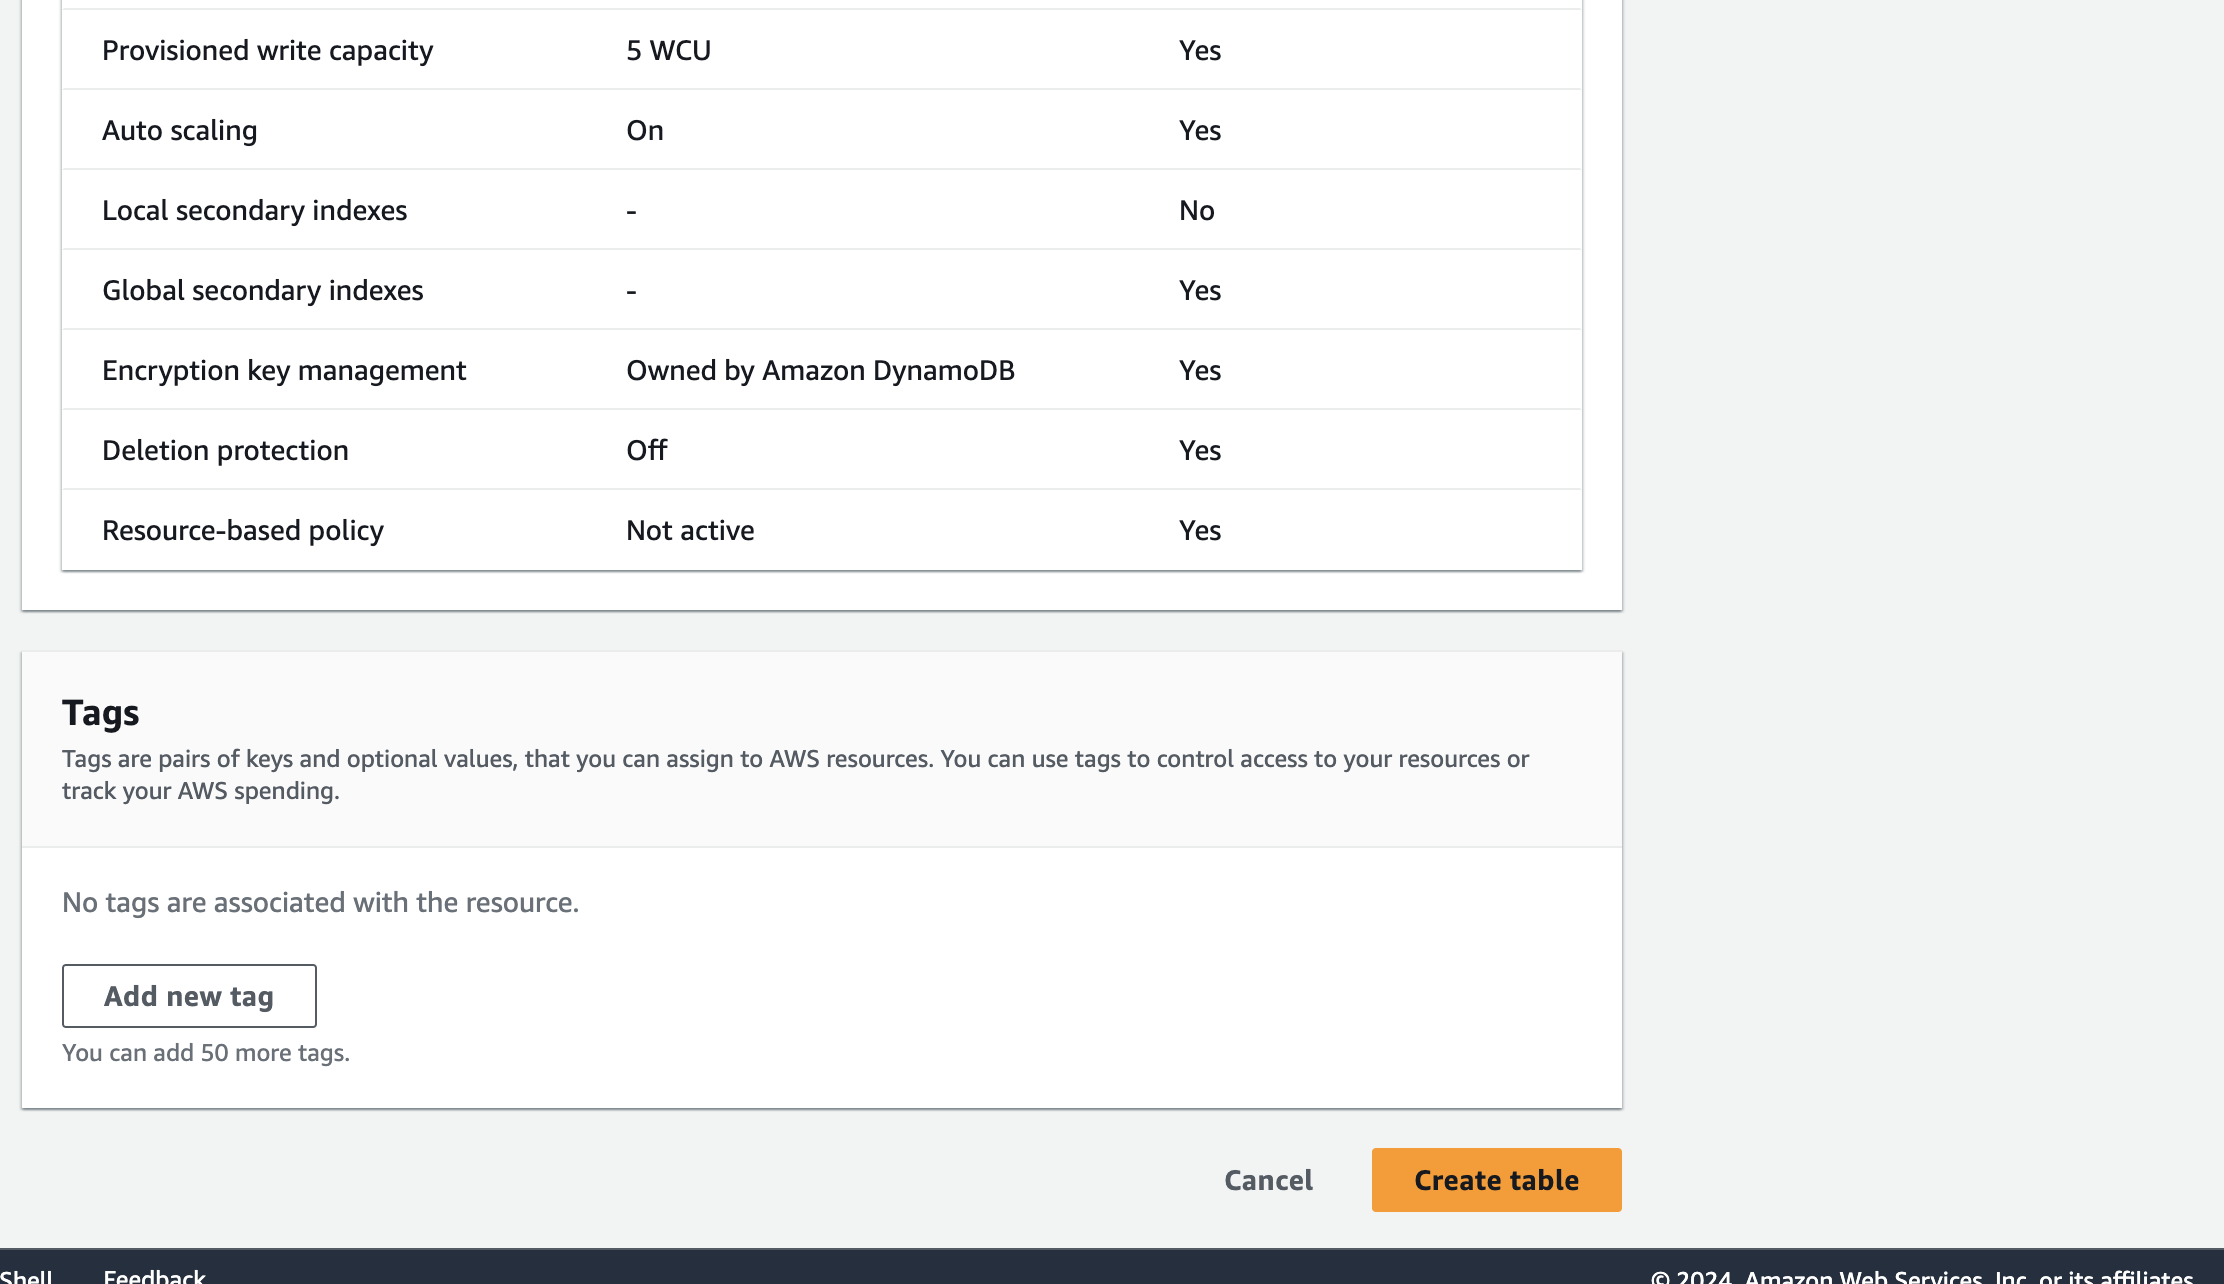 Provisioned write capacity 5 WCU Yes
Auto scaling On Yes
Local secondary indexes - No
Global secondary indexes - Yes
Encryption key management Owned by Amazon DynamoDB Yes
Deletion protection Off Yes
Resource-based policy Not active Yes
Tags
Tags are pairs of keys and optional values, that you can assign to AWS resources. You can use tags to control access to your resources or
track your AWS spending.
No tags are associated with the resource.
Add new tag
You can add 50 more tags.
Cancel Create table
Shell Feedback © 2024, Amazon Web Services, Inc. or its affiliates.